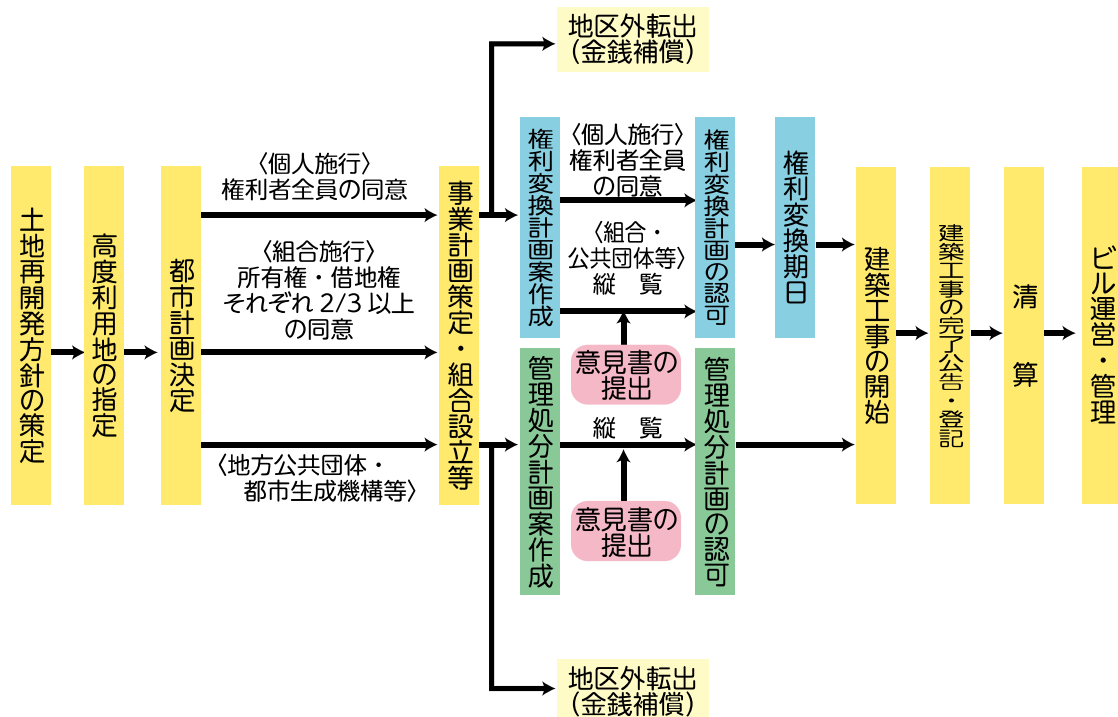 土地再開発方針の策定
高度利用地の指定
都市計画決定
〈個人施行〉
権利者全員の同意
〈組合施行〉
所有権・借地権
それぞれ 2/3 以上
の同意
〈地方公共団体・
都市生成機構等〉
事業計画策定・組合設立等
地区外転出
(金銭補償)
権利変換計画案作成
〈個人施行〉
権利者全員
の同意
〈組合・
公共団体等〉
縦　覧
意見書の
提出
権利変換計画の認可
権利変換期日
管理処分計画案作成
縦　覧
意見書の
提出
管理処分計画の認可
地区外転出
(金銭補償)
建築工事の開始
建築工事の完了公告・登記
清　算
ビル運営・管理